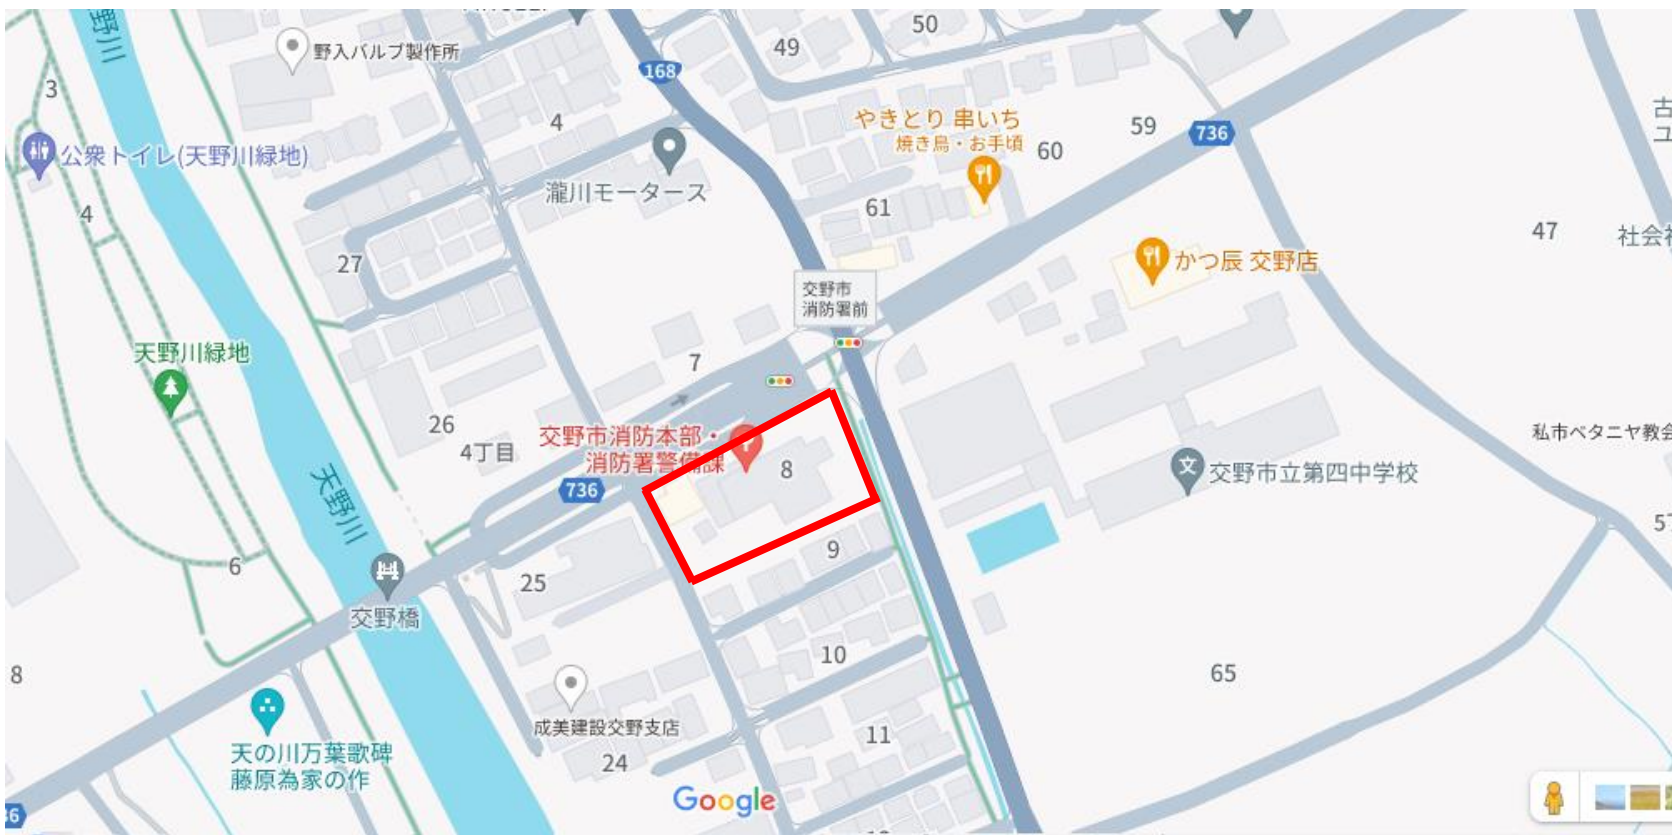 野川
野入バルブ製作所
49
50
3
168
4
やきとり 串いち
焼き鳥・お手頃
59
736
60
公衆トイレ(天野川緑地)
瀧川モータース
4
61
47
27
かつ辰 交野店
交野市
消防署前
天野川緑地
7
26
4丁目
交野市消防本部・
消防署警備課
8
736
天野川
交野市立第四中学校
私市ベタニヤ教会
9
6
25
交野橋
10
65
8
成美建設交野支店
24
11
天の川万葉歌碑
藤原為家の作
Google